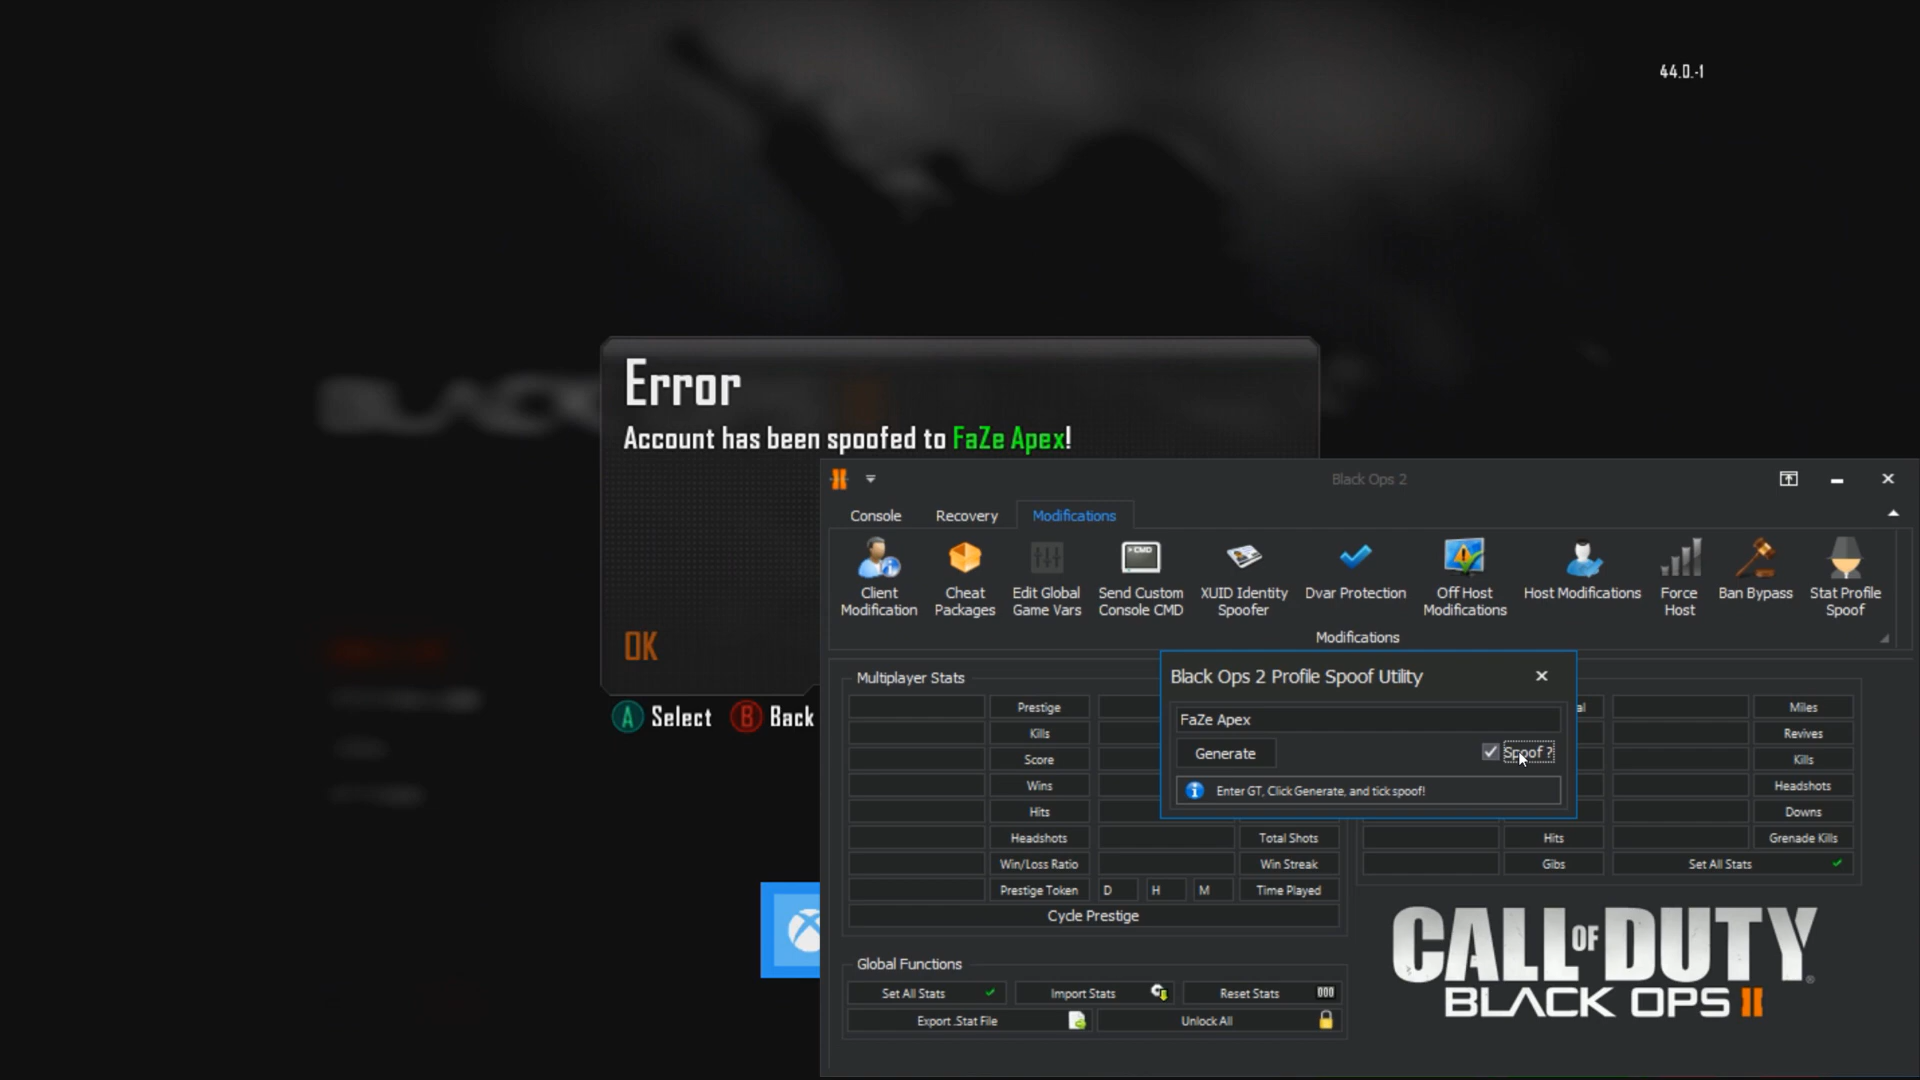 44.0.-1
BLACK
Error
Account has been spoofed to FaZe Apex!
OK
A Select B Back
Black Ops 2
Console Recovery Modifications
Client Modification
Cheat Packages
Edit Global Game Vars
Send Custom Console CMD
>CMD
XUID Identity Spoofer
Dvar Protection
Off Host Modifications
Host Modifications
Force Host
Ban Bypass
Stat Profile Spoof
Modifications
Black Ops 2 Profile Spoof Utility
FaZe Apex
Generate
Spoof ?
Enter GT, Click Generate, and tick spoof!
Multiplayer Stats
Prestige
Kills
Score
Wins
Hits
Headshots Total Shots
Win/Loss Ratio Win Streak
Prestige Token D H M Time Played
Cycle Prestige
al Miles
Revives
Kills
Headshots
Downs
Hits Grenade Kills
Gibs Set All Stats
Global Functions
Set All Stats Import Stats Reset Stats 000
Export .Stat File Unlock All
CALL OF DUTY
BLACK OPS II